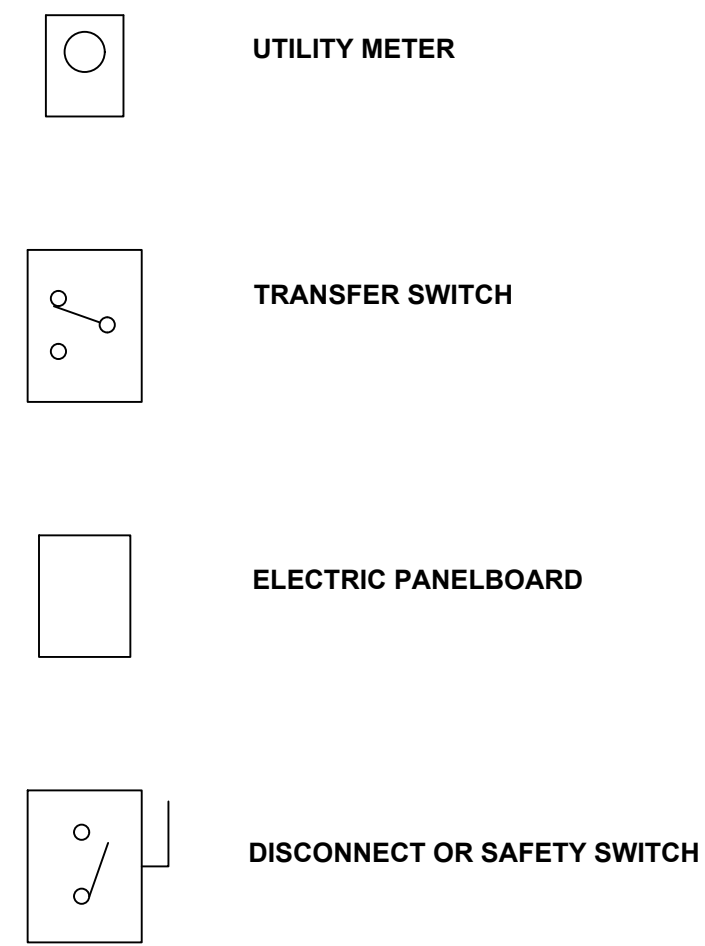 UTILITY METER
TRANSFER SWITCH
ELECTRIC PANELBOARD
DISCONNECT OR SAFETY SWITCH